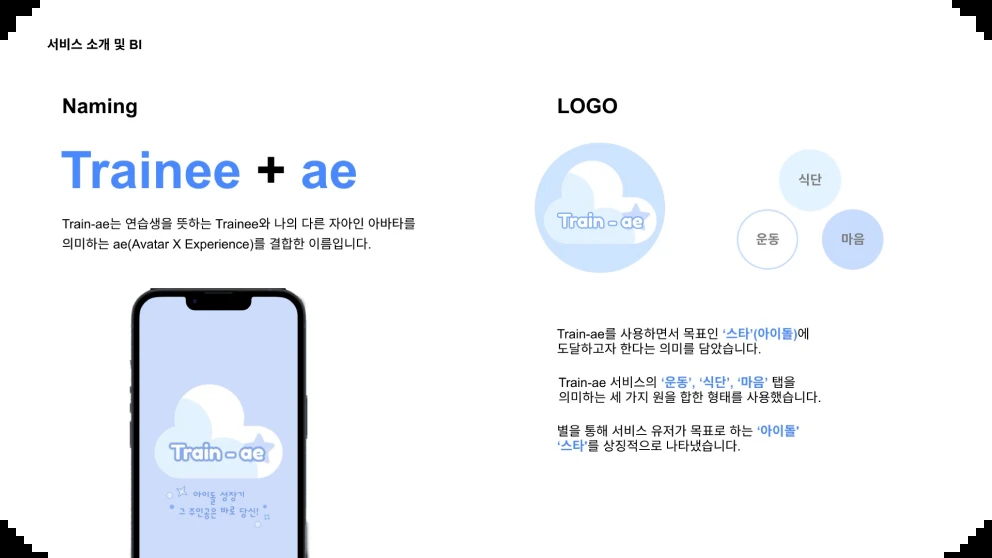 서비스 소개 및 BI
Naming
Trainee + ae
Train-ae는 연습생을 뜻하는 Trainee와 나의 다른 자아인 아바타를
의미하는 ae(Avatar X Experience)를 결합한 이름입니다.
Train - ae
아이돌 성장기
그 주인공은 바로 당신!
LOGO
Train - ae
식단
운동
마음
Train-ae를 사용하면서 목표인 ‘스타’(아이돌)에
도달하고자 한다는 의미를 담았습니다.
Train-ae 서비스의 ‘운동’, ‘식단’, ‘마음’ 탭을
의미하는 세 가지 원을 합한 형태를 사용했습니다.
별을 통해 서비스 유저가 목표로 하는 ‘아이돌’
‘스타’를 상징적으로 나타냈습니다.